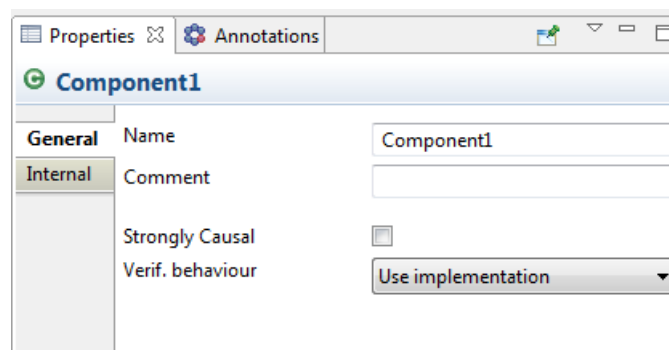 Properties Annotations
Component1
General
Internal
Name Component1
Comment
Strongly Causal
Verif. behaviour Use implementation